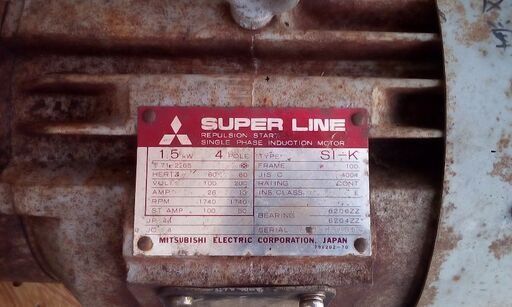 SUPER LINE
REPULSION START
SINGLE PHASE INDUCTION MOTOR
1.5 KW 4 POLE TYPE SI-K
FRAME 100
HERTZ 60 60 JIS C 4004
VOLT 100 200 RATING CONT
AMP 26 13 INS.CLASS E
RPM 1740 1740
ST AMP 100 50 BEARING 6206ZZ
6204ZZ
SERIAL
MITSUBISHI ELECTRIC CORPORATION, JAPAN